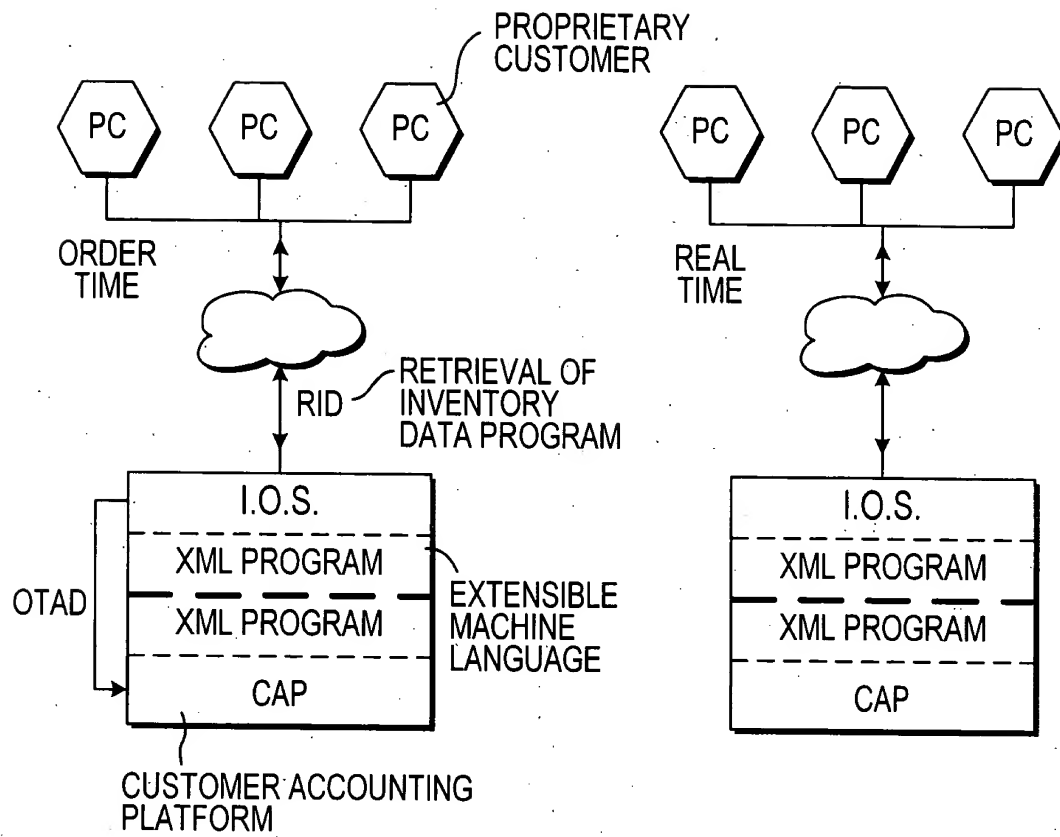 PROPRIETARY
CUSTOMER
PC
PC
PC
PC
PC
PC
ORDER
TIME
REAL
TIME
RID
RETRIEVAL OF
INVENTORY
DATA PROGRAM
I.O.S.
XML PROGRAM
XML PROGRAM
CAP
OTAD
EXTENSIBLE
MACHINE
LANGUAGE
CUSTOMER ACCOUNTING
PLATFORM
I.O.S.
XML PROGRAM
XML PROGRAM
CAP